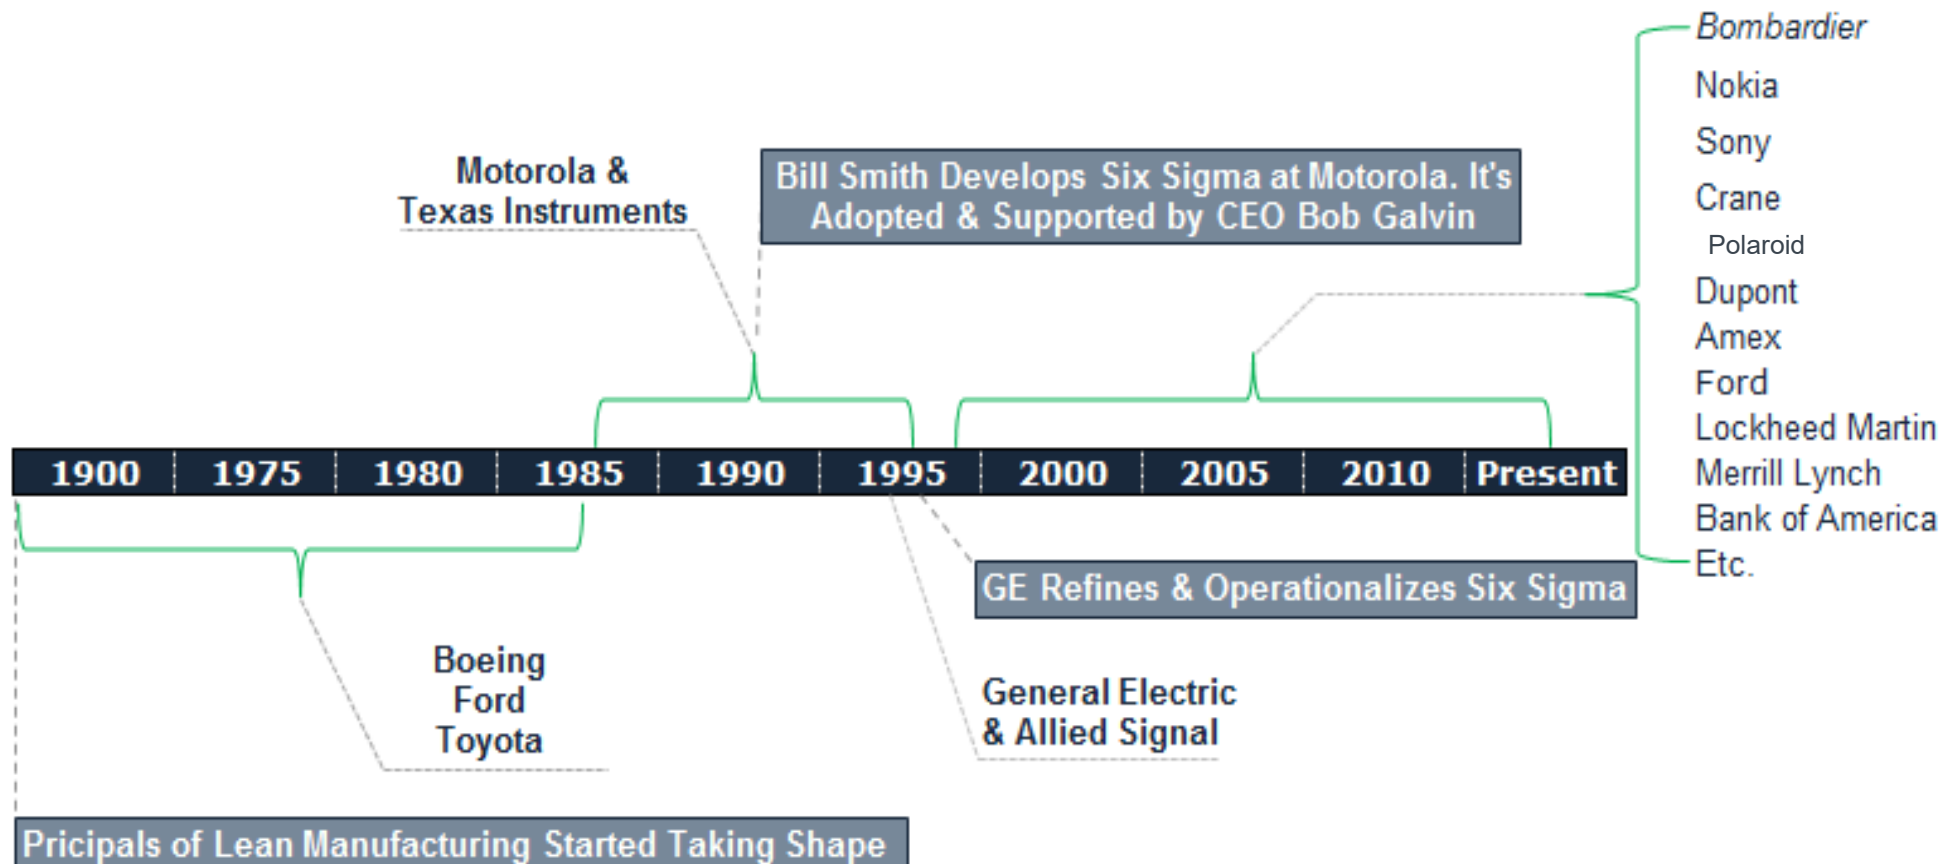 Bombardier
Nokia
Sony
Crane
Polaroid
Dupont
Amex
Ford
Lockheed Martin
Merrill Lynch
Bank of America
Etc.
Motorola &
Texas Instruments
Bill Smith Develops Six Sigma at Motorola. It's
Adopted & Supported by CEO Bob Galvin
1900 1975 1980 1985 1990 1995 2000 2005 2010 Present
GE Refines & Operationalizes Six Sigma
Boeing
Ford
Toyota
General Electric
& Allied Signal
Pricipals of Lean Manufacturing Started Taking Shape